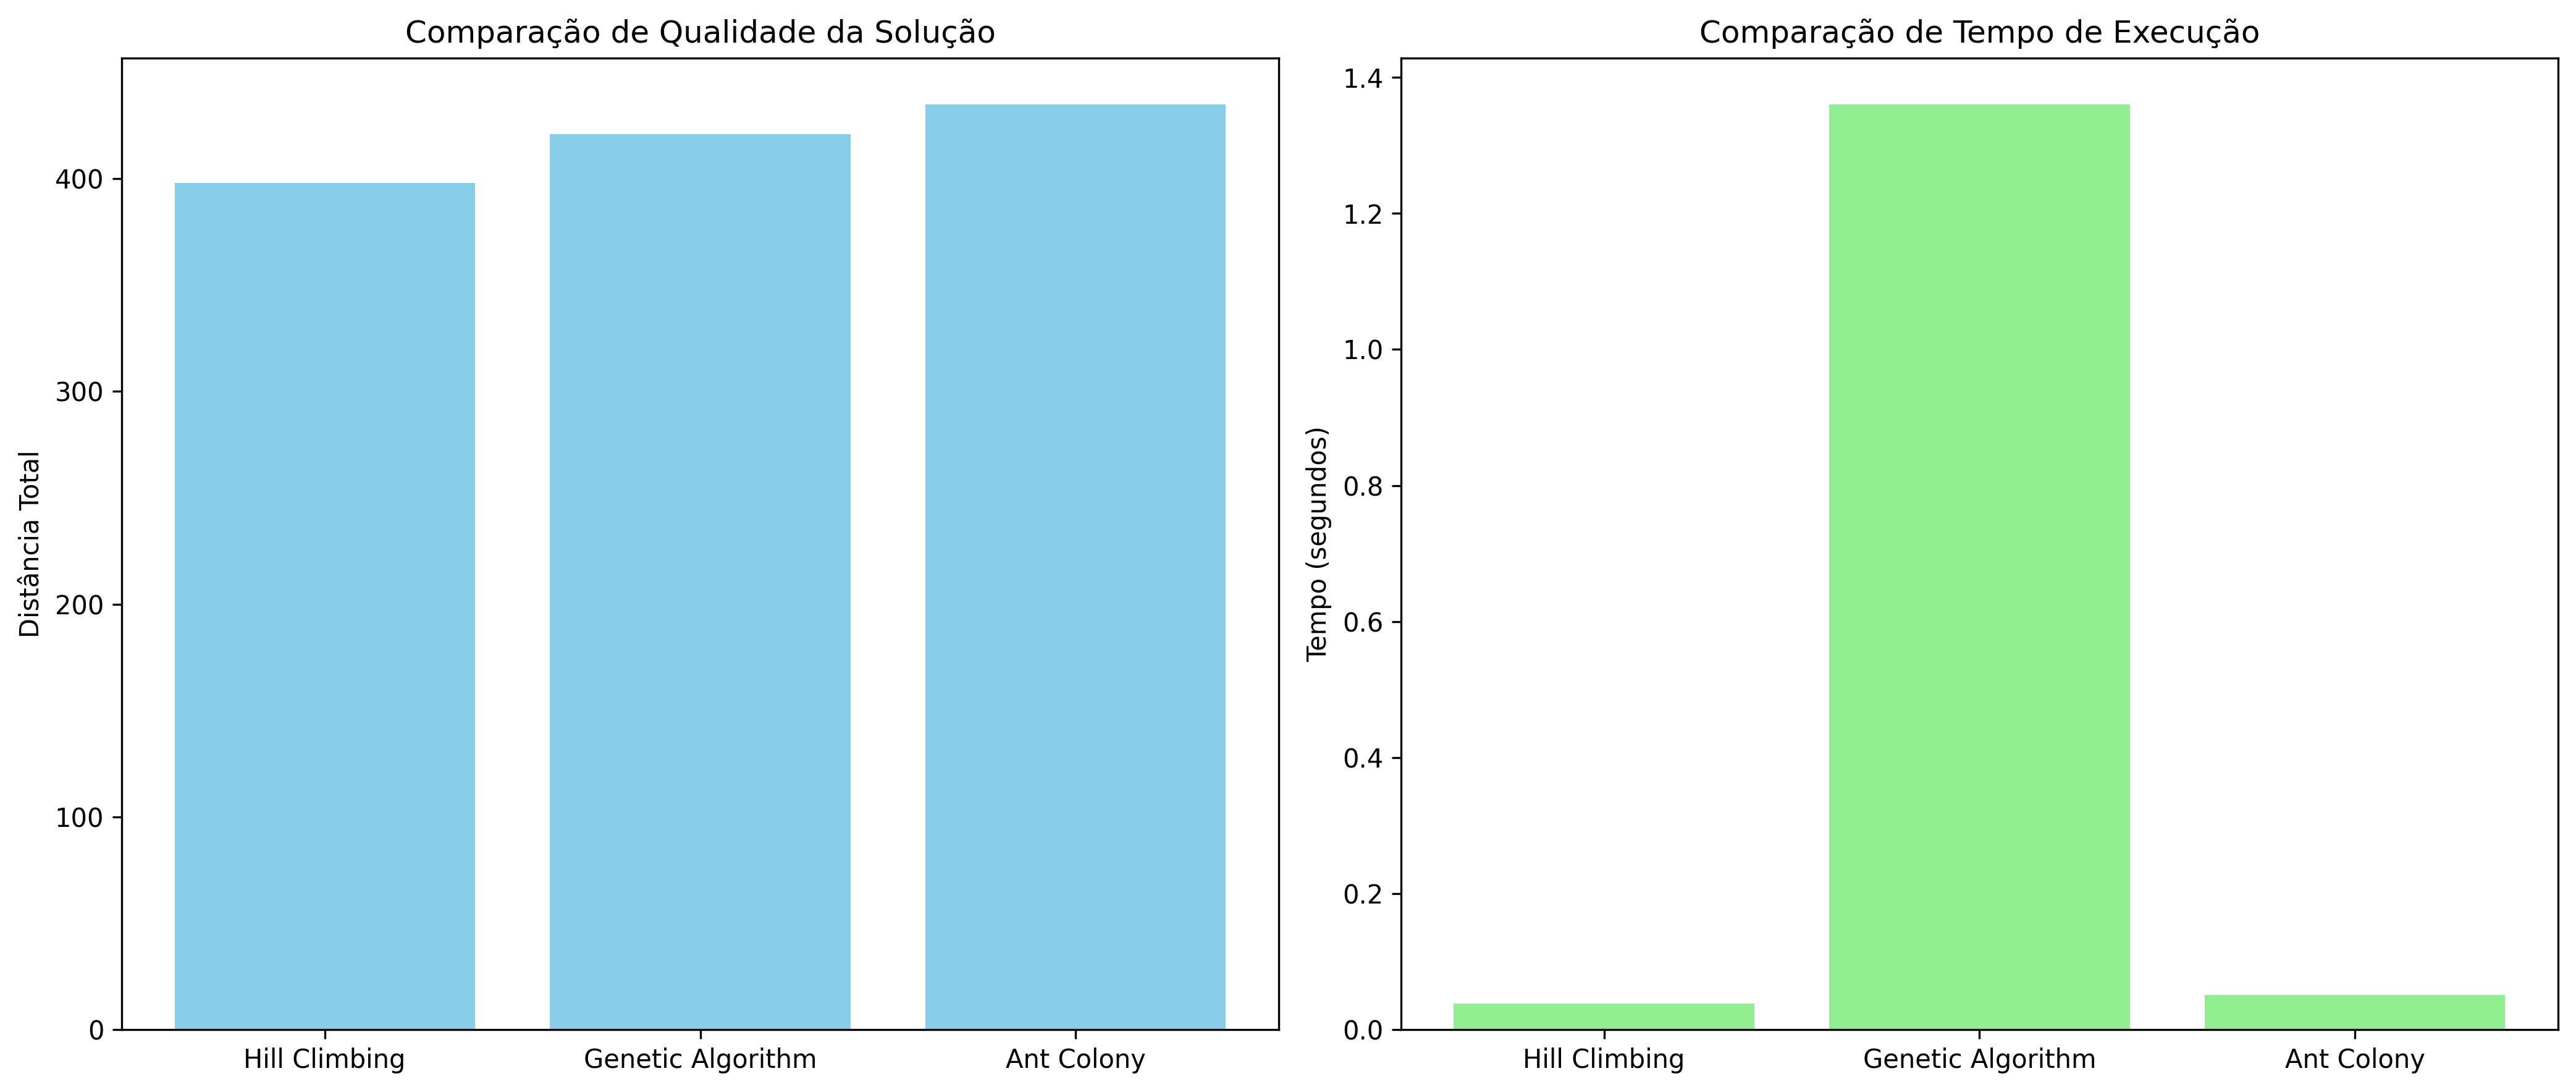 Comparação de Qualidade da Solução
Distância Total
400
300
200
100
0
Hill Climbing
Genetic Algorithm
Ant Colony
Comparação de Tempo de Execução
Tempo (segundos)
1.4
1.2
1.0
0.8
0.6
0.4
0.2
0.0
Hill Climbing
Genetic Algorithm
Ant Colony